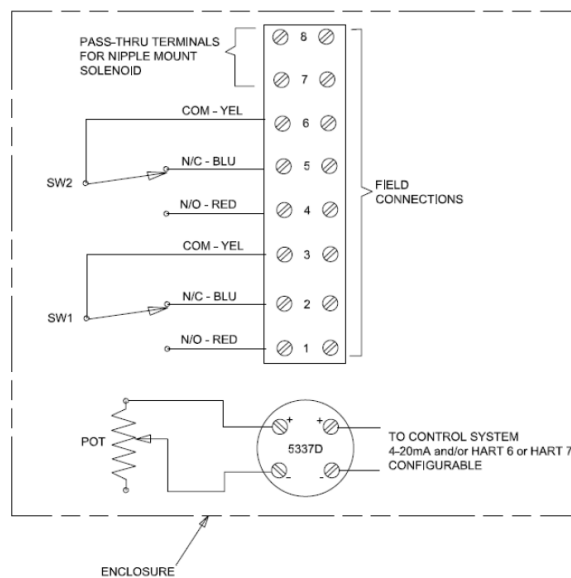 PASS-THRU TERMINALS
FOR NIPPLE MOUNT
SOLENOID
8
7
COM - YEL
6
N/C - BLU
5
SW2
FIELD
CONNECTIONS
N/O - RED
4
COM - YEL
3
N/C - BLU
2
SW1
N/O - RED
1
POT
+
+
5337D
-
-
TO CONTROL SYSTEM
4-20mA and/or HART 6 or HART 7
CONFIGURABLE
ENCLOSURE